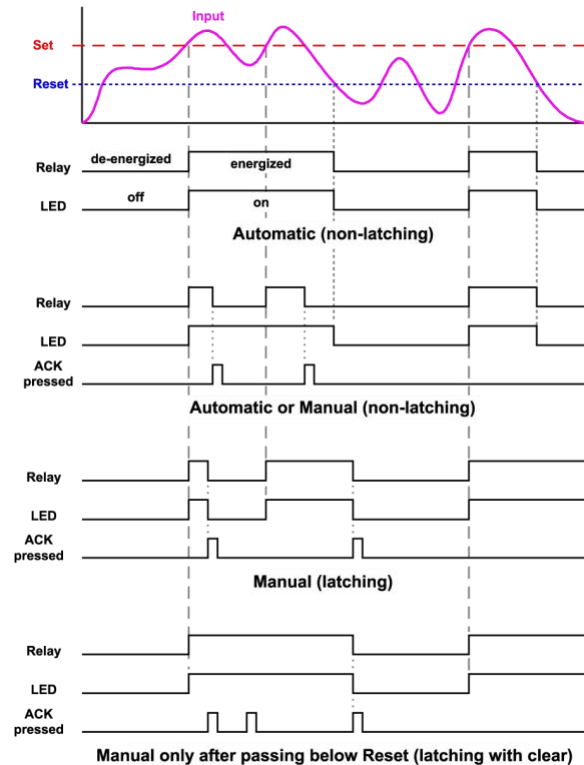 Input
Set
Reset
de-energized
energized
Relay
off
on
LED
Automatic (non-latching)
Relay
LED
ACK
pressed
Automatic or Manual (non-latching)
Relay
LED
ACK
pressed
Manual (latching)
Relay
LED
ACK
pressed
Manual only after passing below Reset (latching with clear)